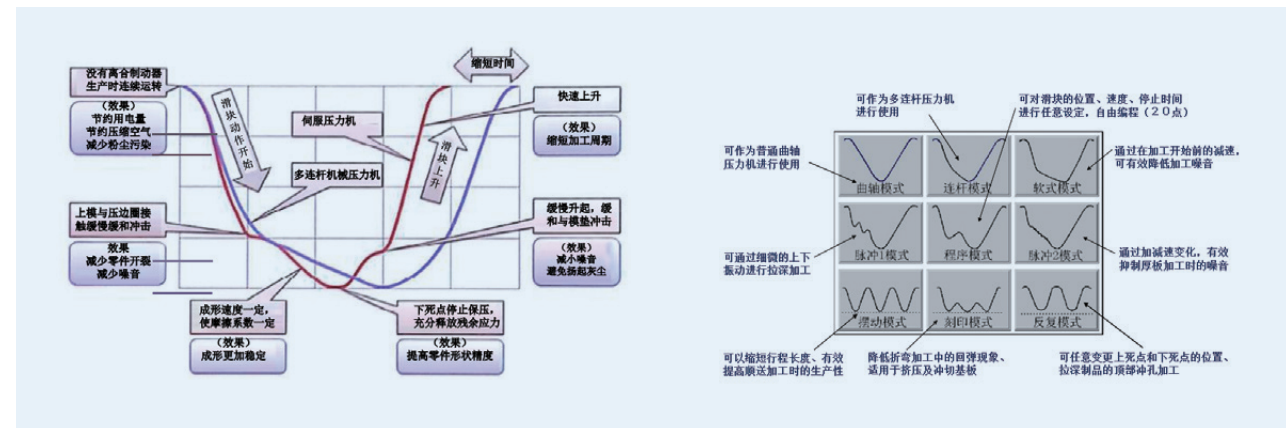 缩短时间
没有离合制动器
生产时连续运转
(效果)
节约用电量
节约压缩空气
减少粉尘污染
滑块动作开始
伺服压力机
多连杆机械压力机
滑块上升
快速上升
(效果)
缩短加工周期
上模与压边圈接
触缓慢缓和冲击
效果
减少零件开裂
减少噪音
缓慢升起,缓
和与模垫冲击
(效果)
减小噪音
避免扬起灰尘
成形速度一定,
使摩擦系数一定
(效果)
成形更加稳定
下死点停止保压,
充分释放残余应力
(效果)
提高零件形状精度
可作为多连杆压力机
进行使用
可对滑块的位置、速度、停止时间
进行任意设定,自由编程(20点)
可作为普通曲轴
压力机进行使用
通过在加工开始前的减速,
可有效降低加工噪音
曲轴模式
连杆模式
软式模式
脉冲1模式
程序模式
脉冲2模式
可通过细微的上下
振动进行拉深加工
通过加减速变化,有效
抑制厚板加工时的噪音
摆动模式
刻印模式
反复模式
可以缩短行程长度、有效
提高顺送加工时的生产性
降低折弯加工中的回弹现象、
适用于挤压及冲切基板
可任意变更上死点和下死点的位置、
拉深制品的顶部冲孔加工